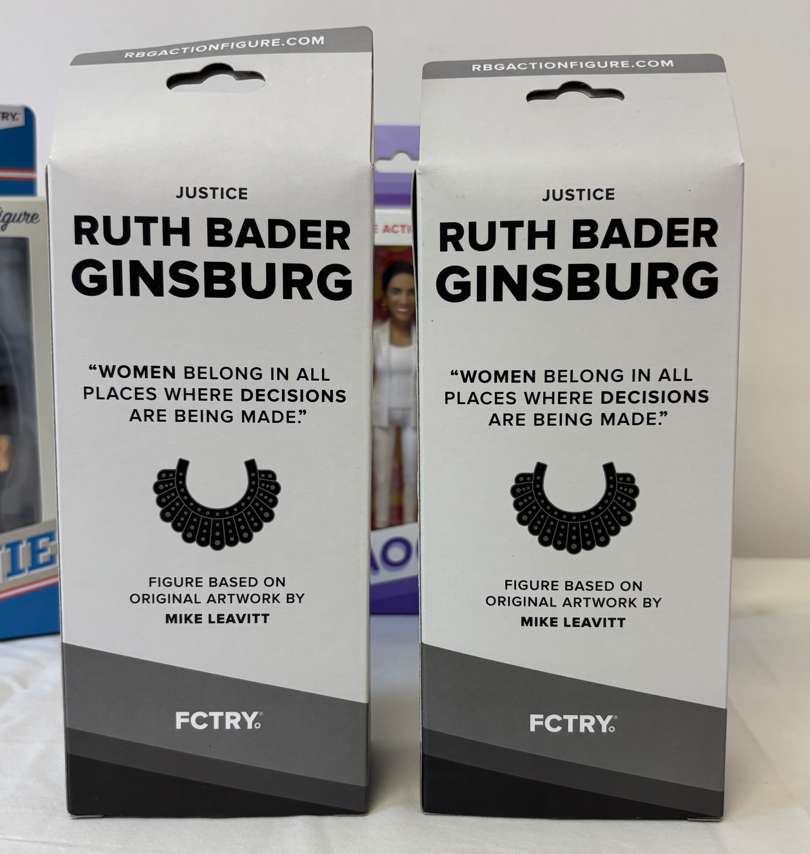 RBGACTIONFIGURE.COM
JUSTICE
RUTH BADER
GINSBURG
“WOMEN BELONG IN ALL
PLACES WHERE DECISIONS
ARE BEING MADE.”
FIGURE BASED ON
ORIGINAL ARTWORK BY
MIKE LEAVITT
FCTRY
RBGACTIONFIGURE.COM
JUSTICE
RUTH BADER
GINSBURG
“WOMEN BELONG IN ALL
PLACES WHERE DECISIONS
ARE BEING MADE.”
FIGURE BASED ON
ORIGINAL ARTWORK BY
MIKE LEAVITT
FCTRY